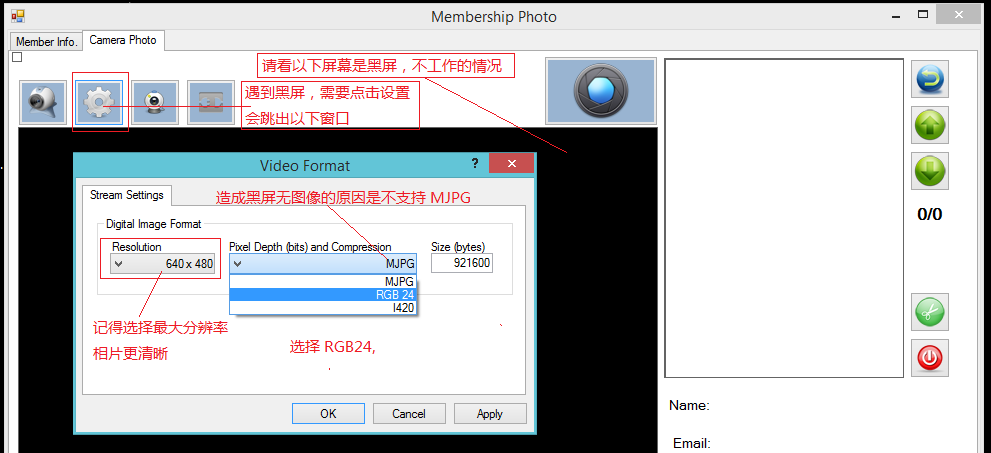 Membership Photo
Member Info.
Camera Photo
请看以下屏幕是黑屏，不工作的情况
遇到黑屏，需要点击设置
会跳出以下窗口
Video Format
?
Stream Settings
造成黑屏无图像的原因是不支持 MJPG
Digital Image Format
Resolution
Pixel Depth (bits) and Compression
Size (bytes)
640 x 480
MJPG
921600
MJPG
RGB 24
I420
记得选择最大分辨率
相片更清晰
选择 RGB24,
OK
Cancel
Apply
0/0
Name:
Email: